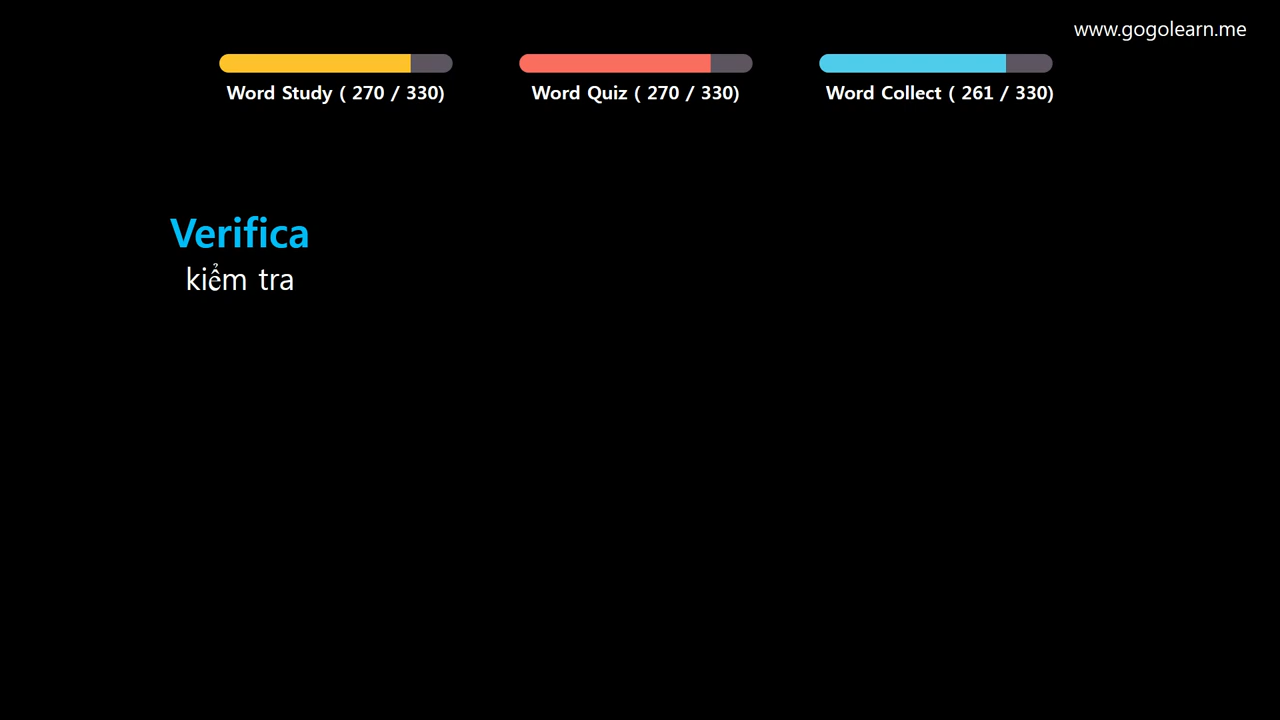 www.gogolearn.me
Word Study ( 270 / 330)
Word Quiz ( 270 / 330)
Word Collect ( 261 / 330)
Verifica
kiểm tra